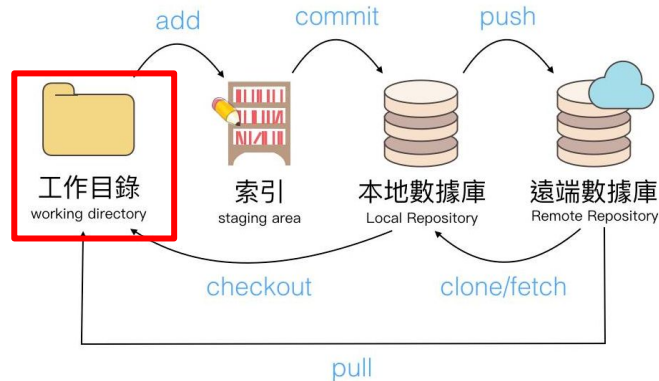 add
commit
push
工作目錄
working directory
索引
staging area
本地數據庫
Local Repository
遠端數據庫
Remote Repository
checkout
clone/fetch
pull